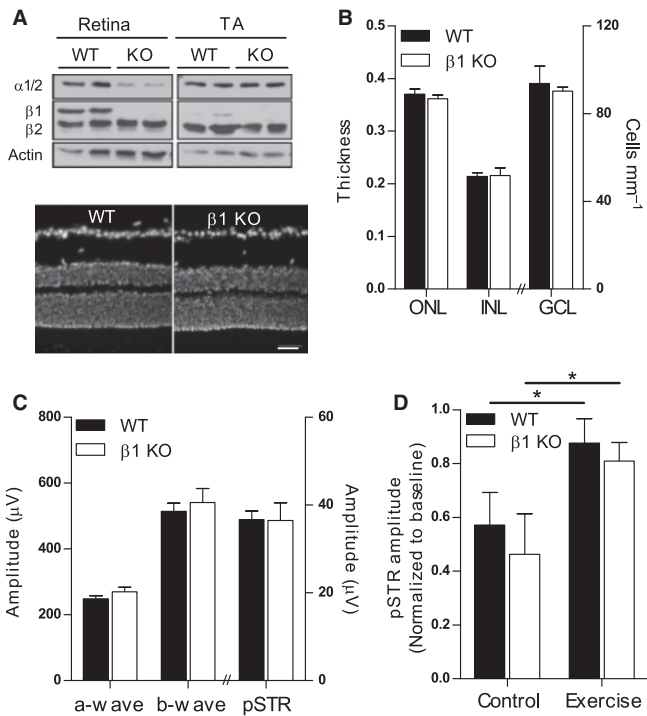 A
Retina
TA
WT
KO
WT
KO
α1/2
β1
β2
Actin
WT
β1 KO
B
WT
β1 KO
0.5
0.4
0.3
0.2
0.1
0.0
Thickness
120
80
40
0
Cells mm⁻¹
ONL
INL
GCL
C
WT
β1 KO
800
600
400
200
0
Amplitude (μV)
60
40
20
0
Amplitude (μV)
a-w ave
b-w ave
pSTR
D
*
*
WT
β1 KO
1.0
0.8
0.6
0.4
0.2
0.0
pSTR amplitude
(Normalized to baseline)
Control
Exercise